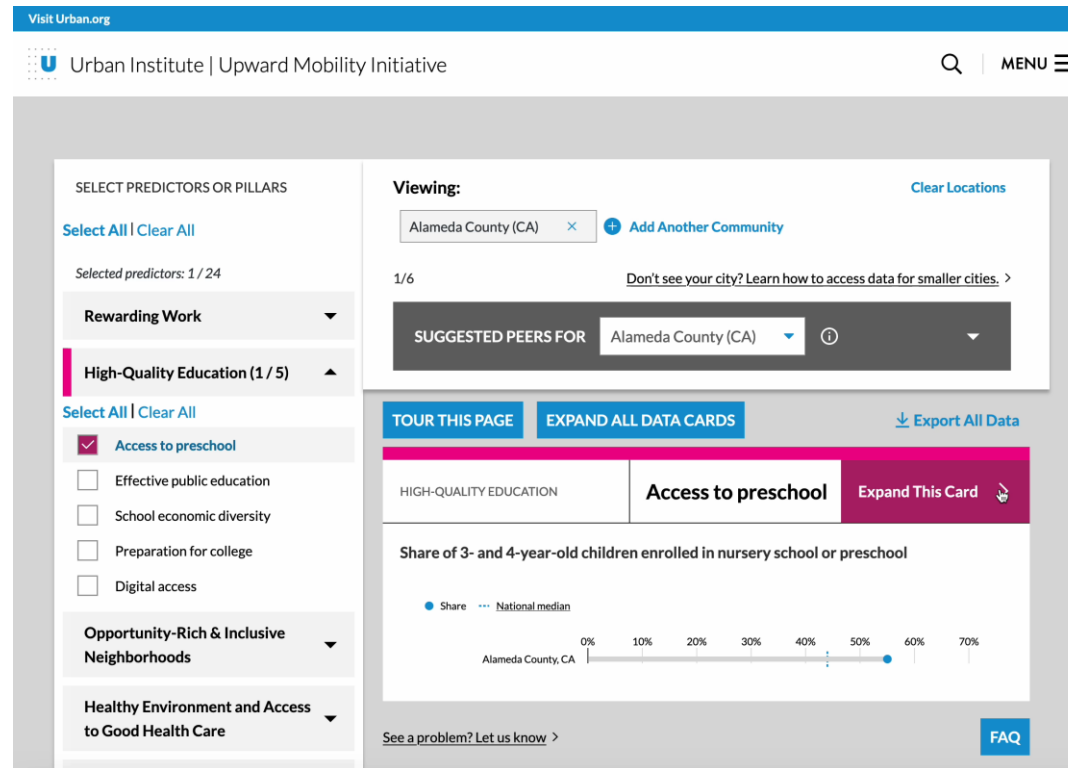 Visit Urban.org
U Urban Institute | Upward Mobility Initiative
MENU
SELECT PREDICTORS OR PILLARS
Select All | Clear All
Selected predictors: 1 / 24
Rewarding Work
High-Quality Education (1 / 5)
Select All | Clear All
Access to preschool
Effective public education
School economic diversity
Preparation for college
Digital access
Opportunity-Rich & Inclusive
Neighborhoods
Healthy Environment and Access
to Good Health Care
Viewing:
Clear Locations
Alameda County (CA) ×
Add Another Community
1/6
Don't see your city? Learn how to access data for smaller cities. >
SUGGESTED PEERS FOR
Alameda County (CA)
TOUR THIS PAGE
EXPAND ALL DATA CARDS
Export All Data
HIGH-QUALITY EDUCATION
Access to preschool
Expand This Card
Share of 3- and 4-year-old children enrolled in nursery school or preschool
Share National median
0% 10% 20% 30% 40% 50% 60% 70%
Alameda County, CA
See a problem? Let us know >
FAQ